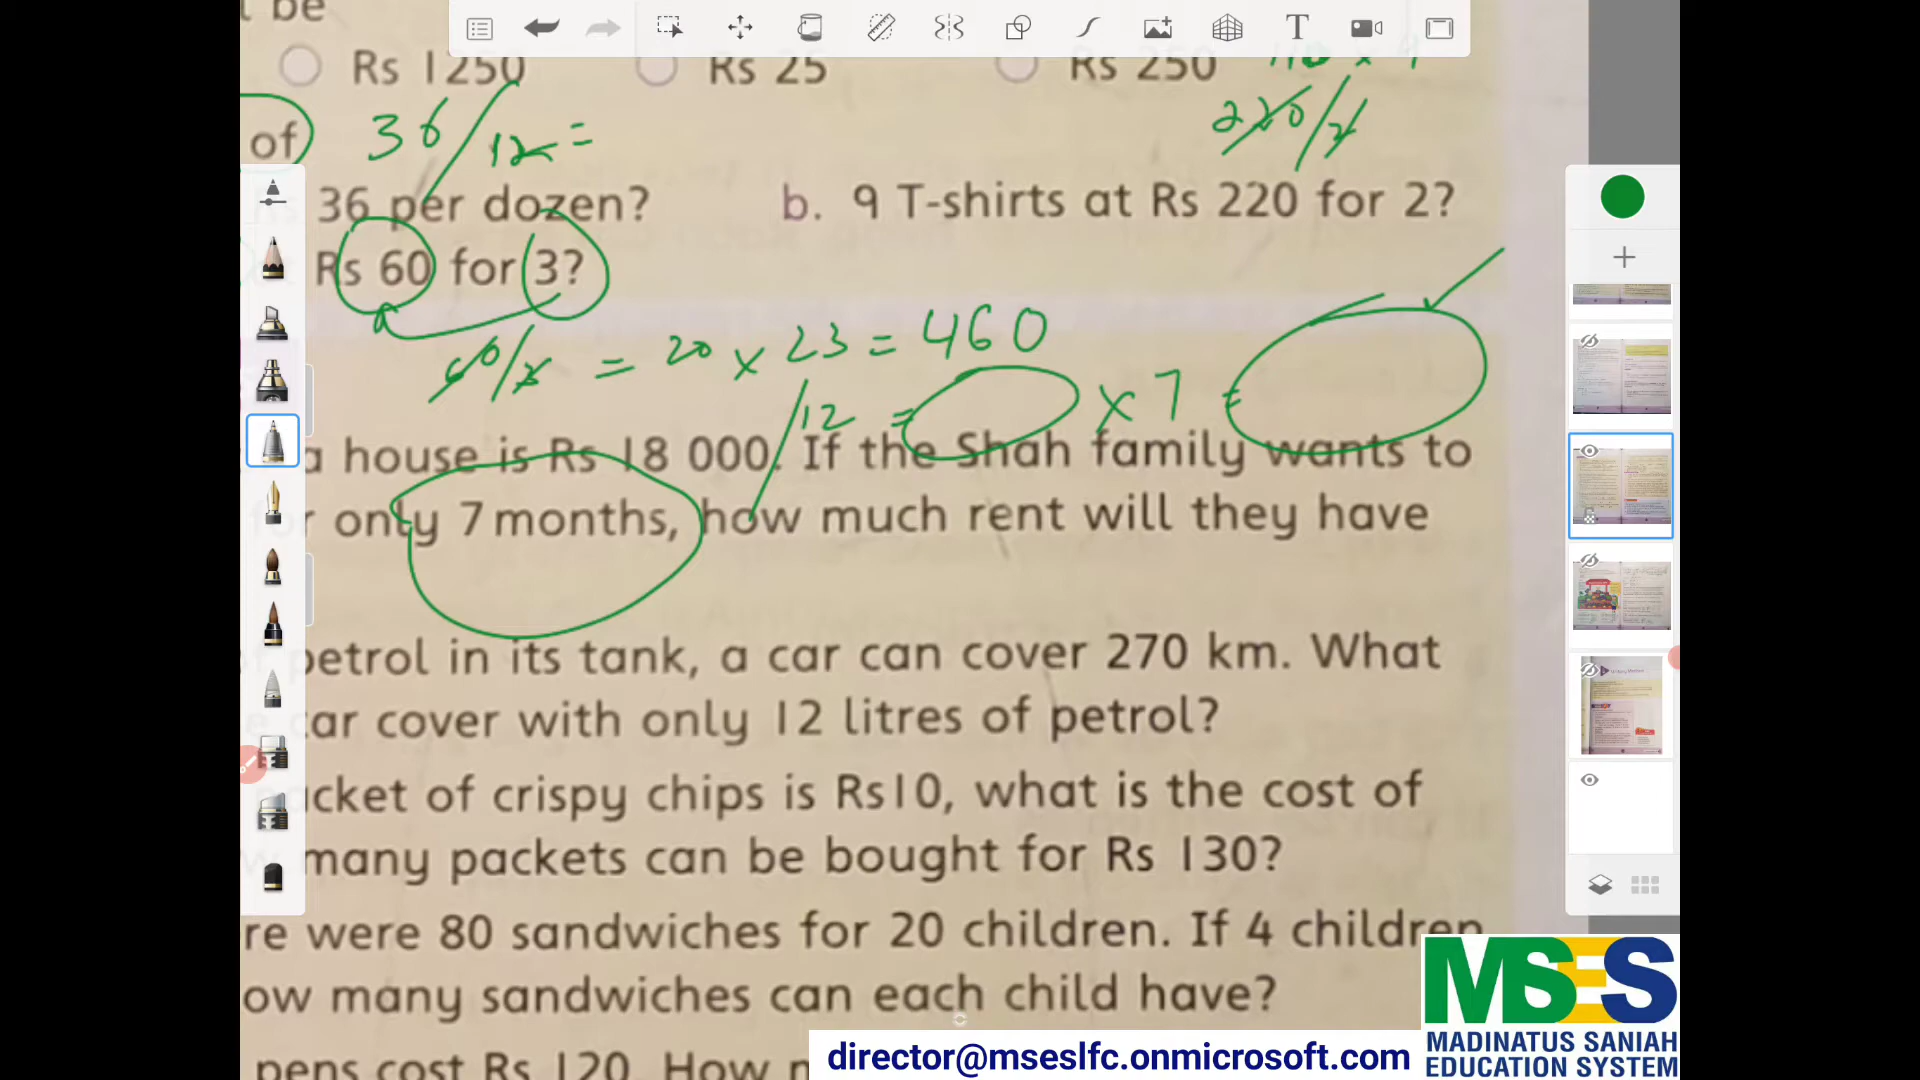 l be
Rs 1250
Rs 25
Rs 250
of
36/12 =
220/2
36 per dozen?
b. 9 T-shirts at Rs 220 for 2?
Rs 60 for 3?
60/3 = 20 x 23 = 460
/12 = x 7 =
a house is Rs 18 000. If the Shah family wants to
r only 7 months, how much rent will they have
petrol in its tank, a car can cover 270 km. What
e car cover with only 12 litres of petrol?
acket of crispy chips is Rs10, what is the cost of
w many packets can be bought for Rs 130?
re were 80 sandwiches for 20 children. If 4 children
ow many sandwiches can each child have?
pens cost Rs 120. How
MSES
MADINATUS SANIAH
EDUCATION SYSTEM
director@mseslfc.onmicrosoft.com